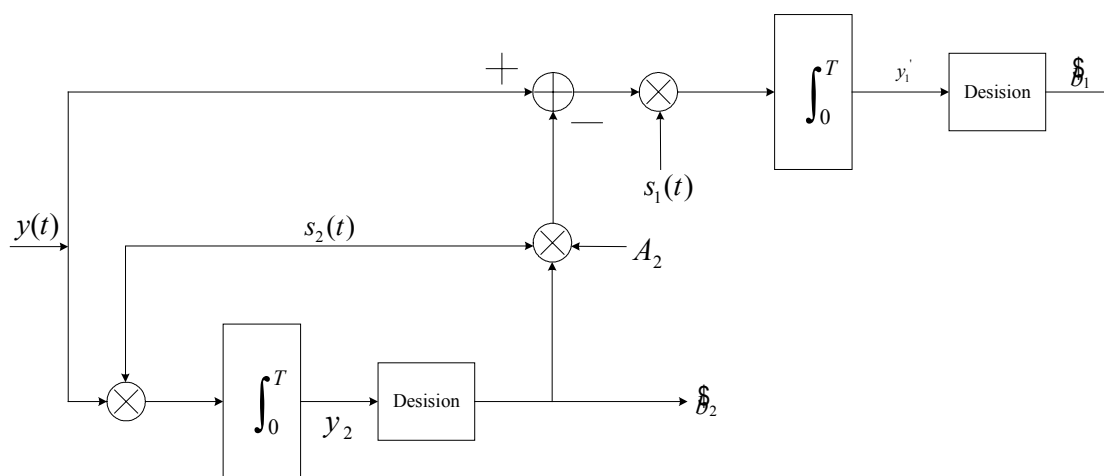 +
∫₀ᵀ
y₁'
Desision
$₁
—
s₁(t)
y(t)
s₂(t)
A₂
∫₀ᵀ
y₂
Desision
$₂